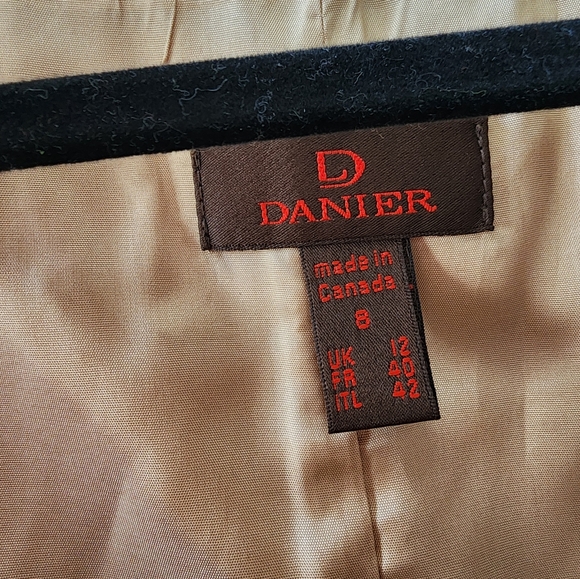 DL
DANIER
made in
Canada
8
UK 12
FR 40
ITL 42